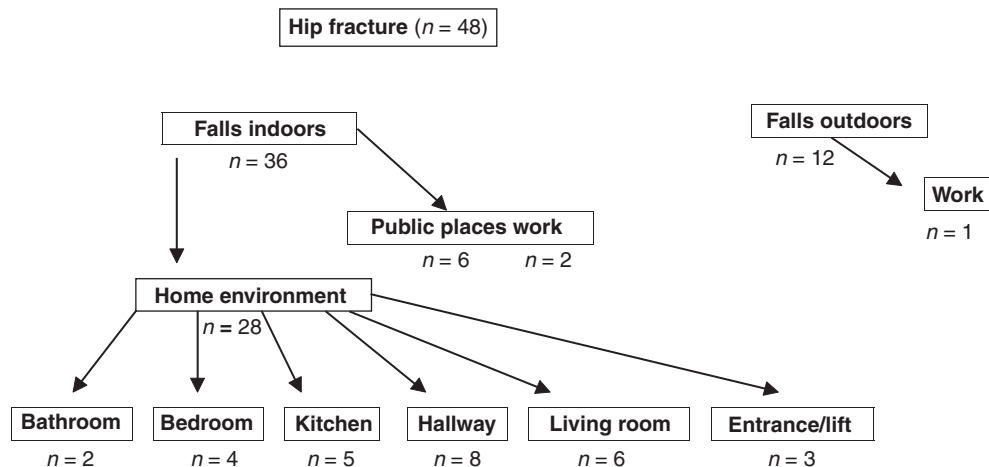 Hip fracture (n = 48)
Falls indoors
n = 36
Falls outdoors
n = 12
Work
n = 1
Public places work
n = 6 n = 2
Home environment
n = 28
Bathroom Bedroom Kitchen Hallway Living room Entrance/lift
n = 2 n = 4 n = 5 n = 8 n = 6 n = 3